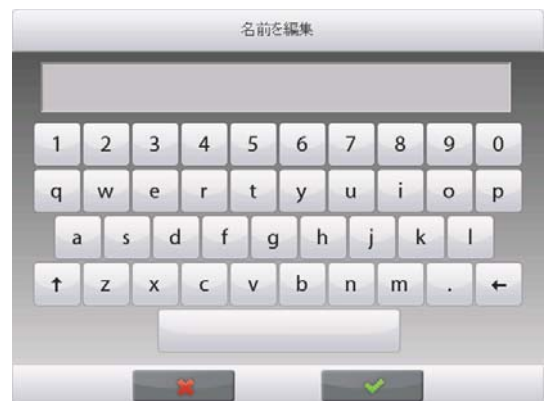 名前を編集
1 2 3 4 5 6 7 8 9 0
q w e r t y u i o p
a s d f g h j k l
↑ z x c v b n m . ←